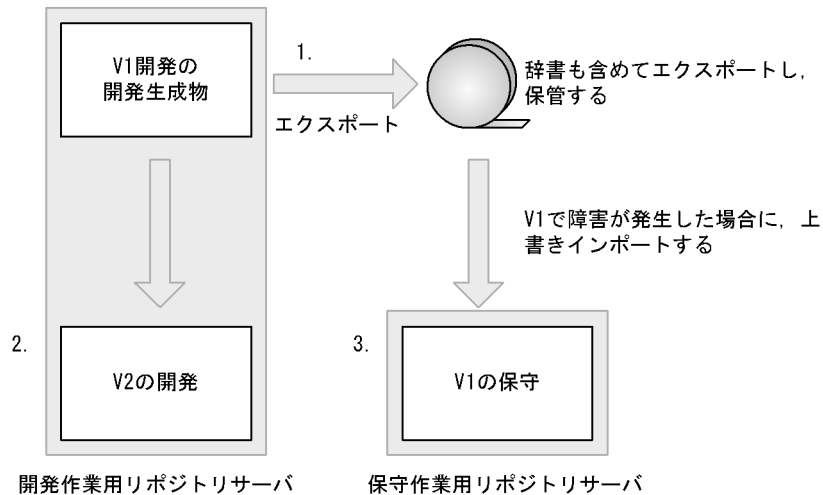 V1開発の
開発生成物
1.
エクスポート
辞書も含めてエクスポートし,
保管する
V1で障害が発生した場合に, 上
書きインポートする
2.
V2の開発
3.
V1の保守
開発作業用リポジトリサーバ
保守作業用リポジトリサーバ